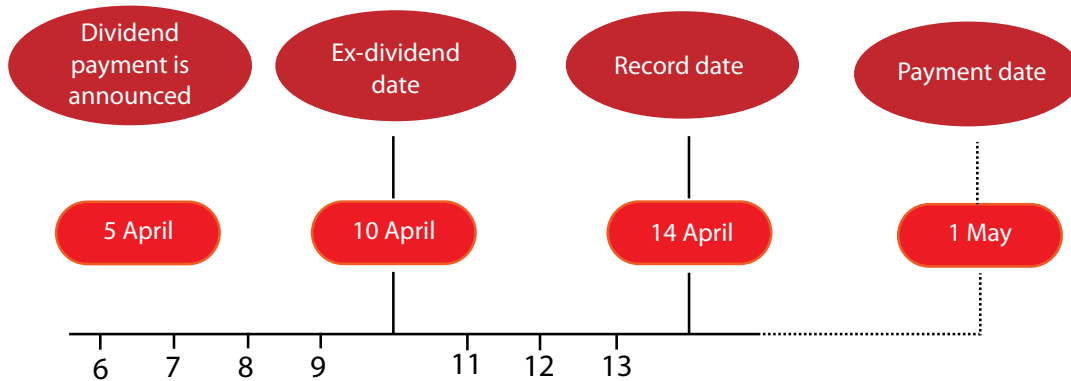 Dividend
payment is
announced
Ex-dividend
date
Record date
Payment date
5 April
10 April
14 April
1 May
6
7
8
9
11
12
13